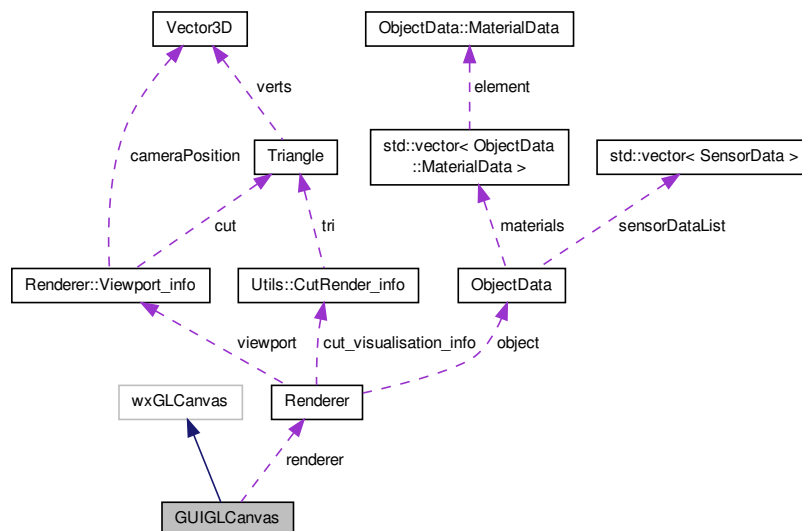 Vector3D
ObjectData::MaterialData
verts
element
cameraPosition
Triangle
std::vector< ObjectData
::MaterialData >
std::vector< SensorData >
cut
tri
materials
sensorDataList
Renderer::Viewport_info
Utils::CutRender_info
ObjectData
viewport
cut_visualisation_info
object
wxGLCanvas
Renderer
renderer
GUIGLCanvas